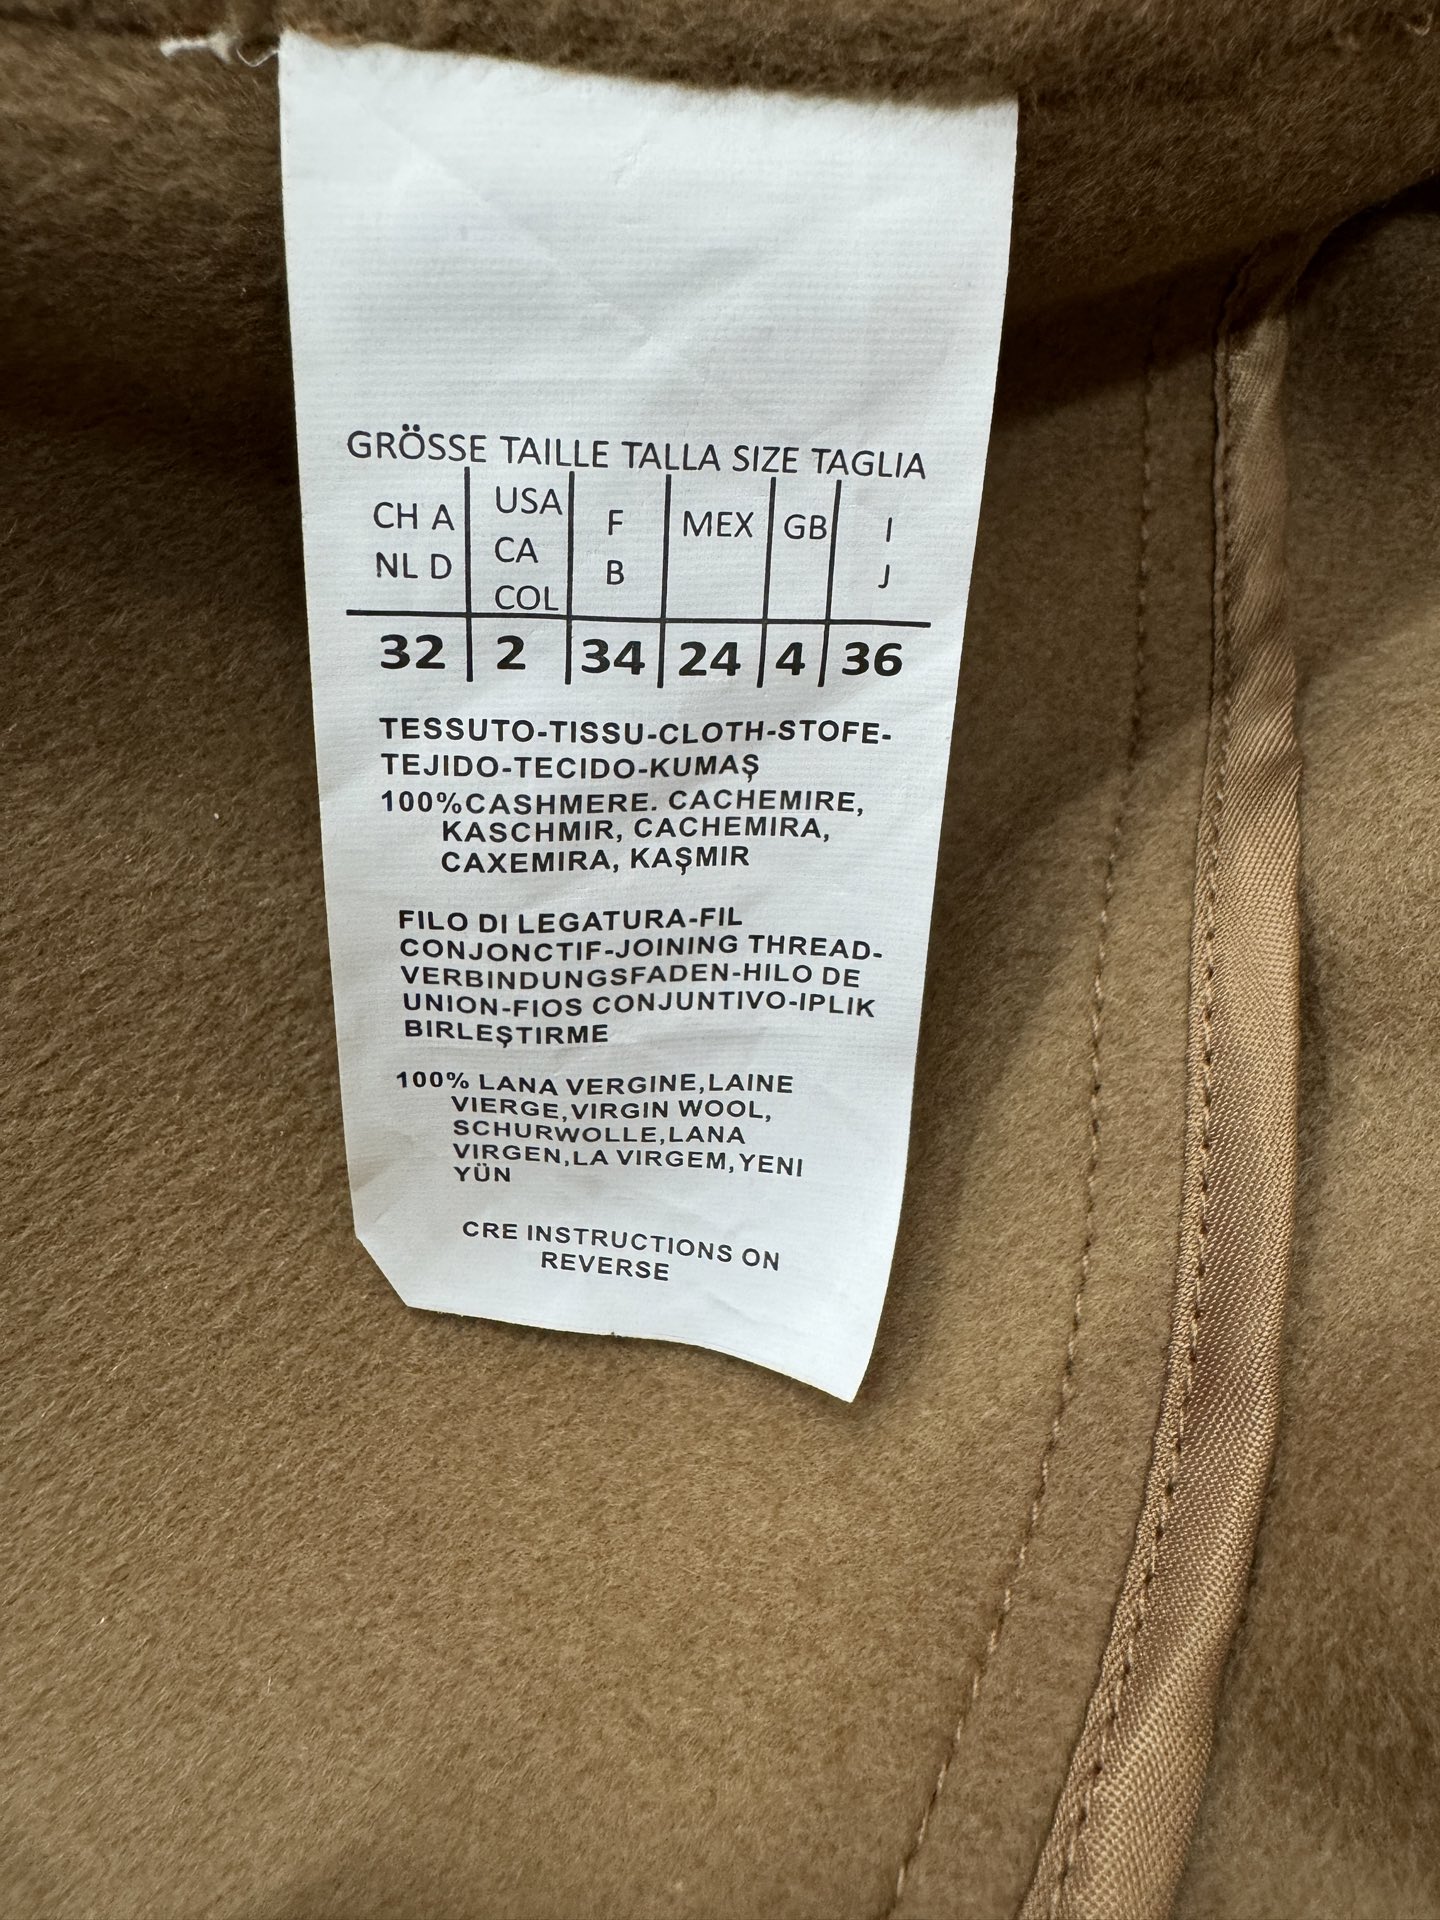 GRÖSSE TAILLE TALLA SIZE TAGLIA
CH A USA F MEX GB I
NL D CA B J
COL
32 2 34 24 4 36
TESSUTO-TISSU-CLOTH-STOFE-
TEJIDO-TECIDO-KUMAŞ
100%CASHMERE. CACHEMIRE,
KASCHMIR, CACHEMIRA,
CAXEMIRA, KAŞMIR
FILO DI LEGATURA-FIL
CONJONCTIF-JOINING THREAD-
VERBINDUNGSFADEN-HILO DE
UNION-FIOS CONJUNTIVO-IPLIK
BIRLEŞTIRME
100% LANA VERGINE,LAINE
VIERGE,VIRGIN WOOL,
SCHURWOLLE,LANA
VIRGEN,LA VIRGEM,YENI
YÜN
CRE INSTRUCTIONS ON
REVERSE